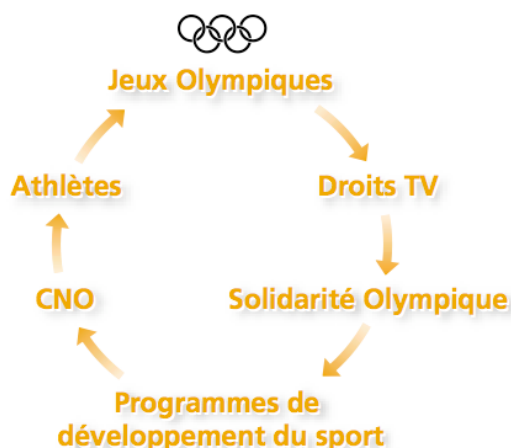 Jeux Olympiques
Droits TV
Solidarité Olympique
Programmes de
développement du sport
CNO
Athlètes